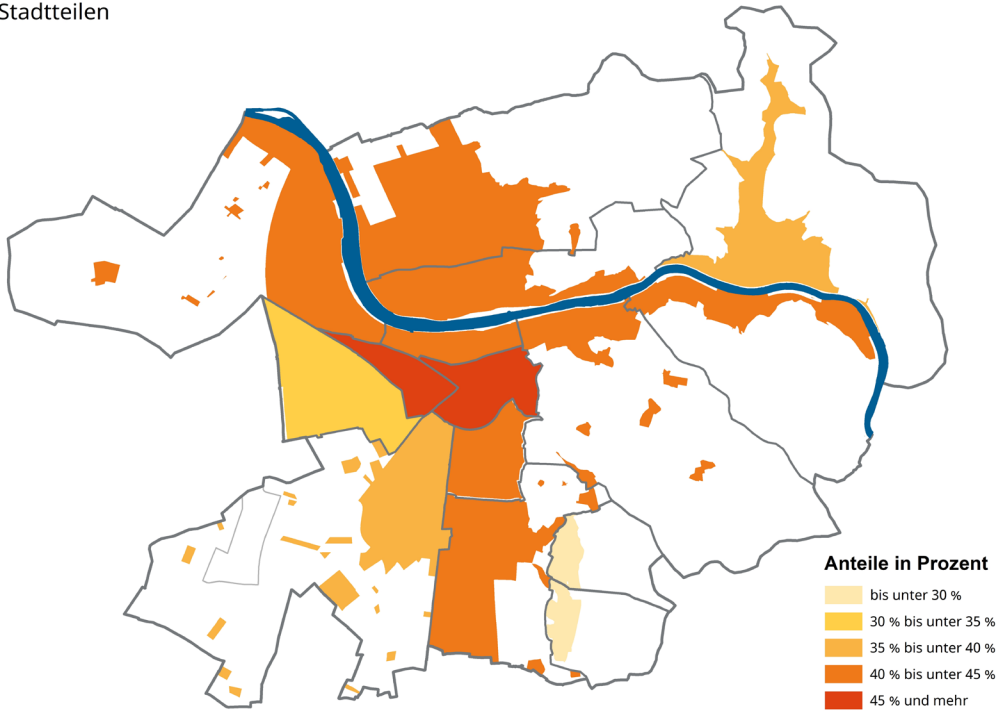 Stadtteilen
Anteile in Prozent
bis unter 30 %
30 % bis unter 35 %
35 % bis unter 40 %
40 % bis unter 45 %
45 % und mehr